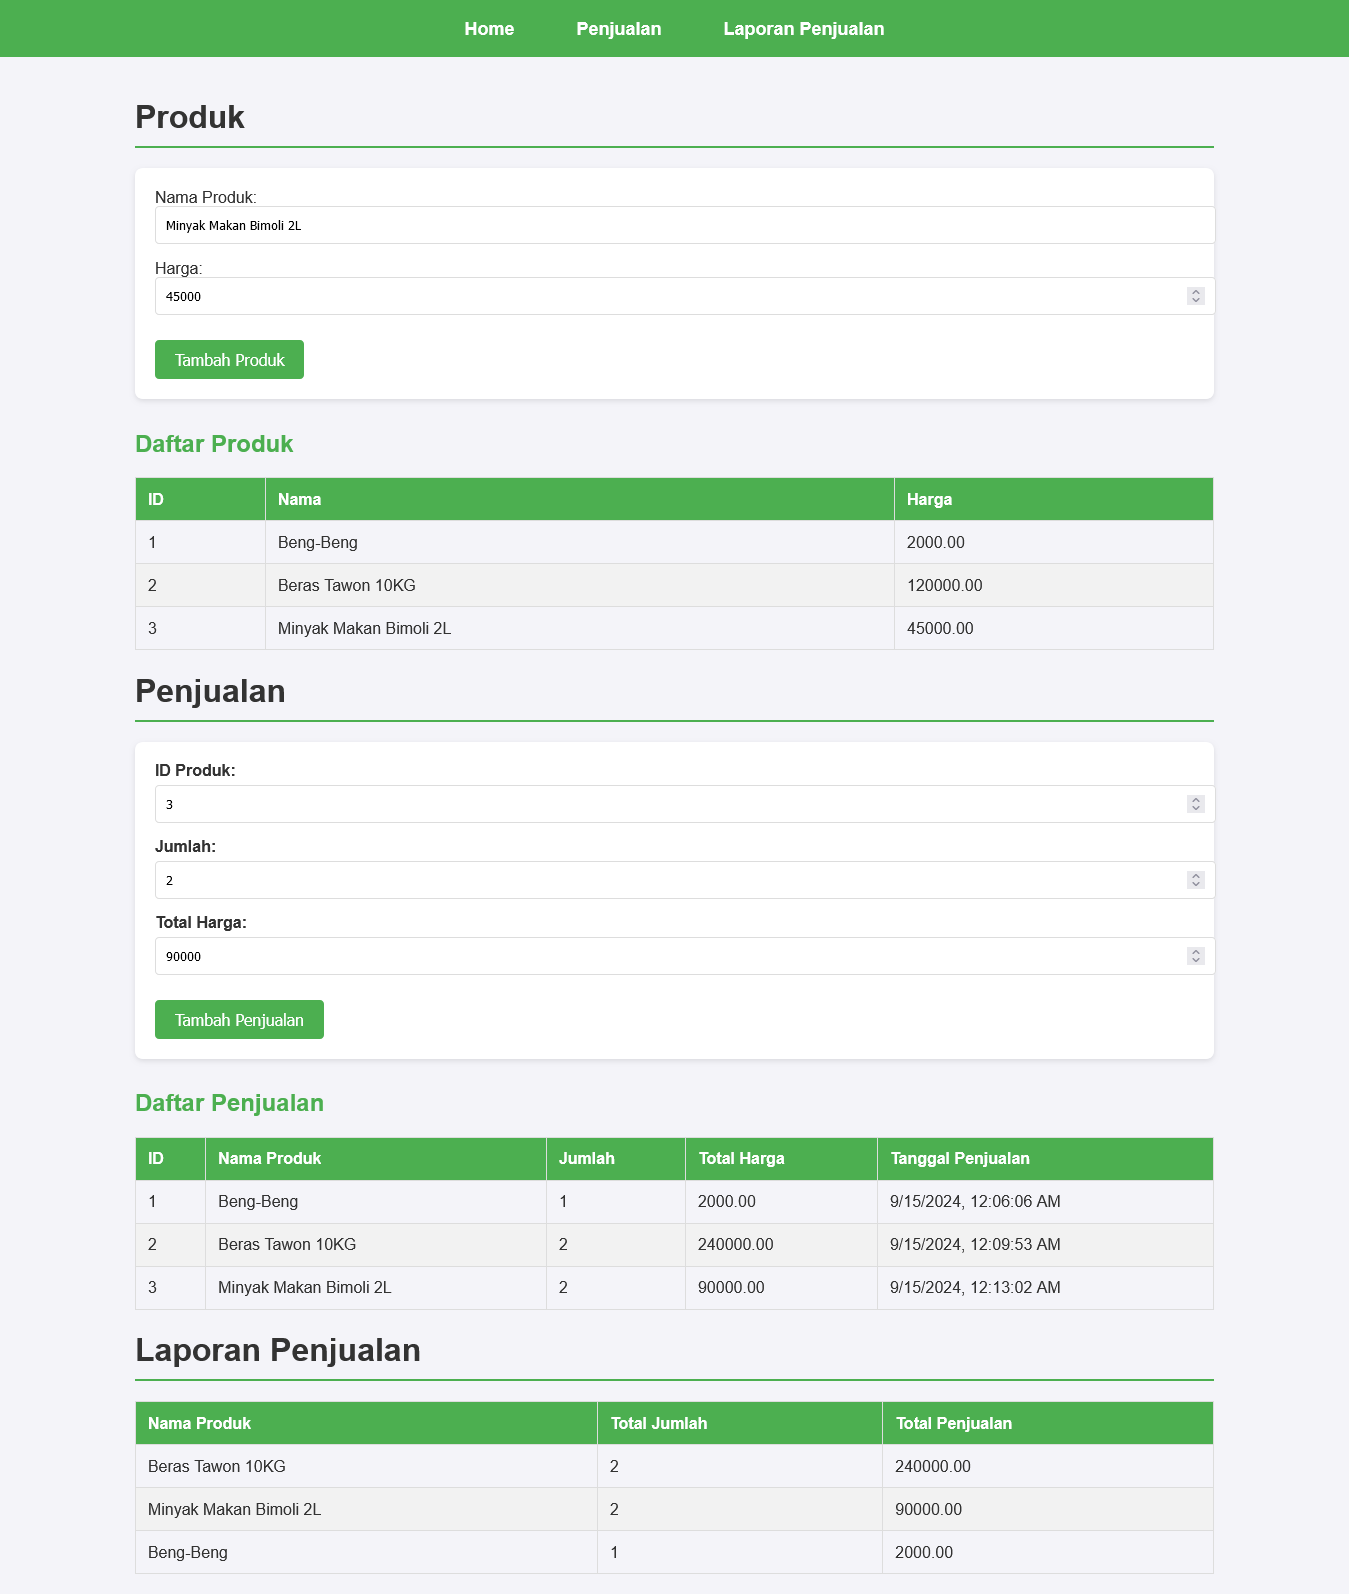 Home Penjualan Laporan Penjualan
Produk
Nama Produk:
Minyak Makan Bimoli 2L
Harga:
45000
Tambah Produk
Daftar Produk
ID Nama Harga
1 Beng-Beng 2000.00
2 Beras Tawon 10KG 120000.00
3 Minyak Makan Bimoli 2L 45000.00
Penjualan
ID Produk:
3
Jumlah:
2
Total Harga:
90000
Tambah Penjualan
Daftar Penjualan
ID Nama Produk Jumlah Total Harga Tanggal Penjualan
1 Beng-Beng 1 2000.00 9/15/2024, 12:06:06 AM
2 Beras Tawon 10KG 2 240000.00 9/15/2024, 12:09:53 AM
3 Minyak Makan Bimoli 2L 2 90000.00 9/15/2024, 12:13:02 AM
Laporan Penjualan
Nama Produk Total Jumlah Total Penjualan
Beras Tawon 10KG 2 240000.00
Minyak Makan Bimoli 2L 2 90000.00
Beng-Beng 1 2000.00